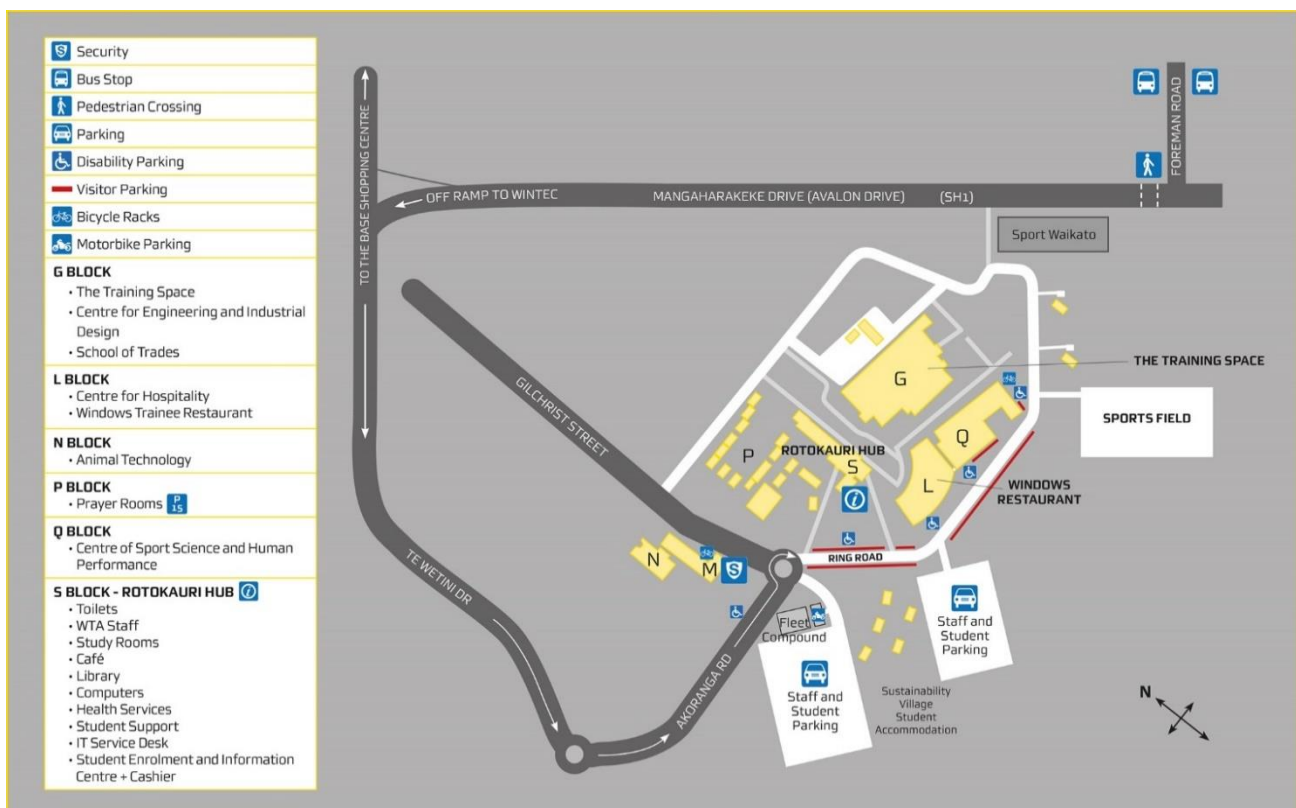 Security
Bus Stop
Pedestrian Crossing
Parking
Disability Parking
Visitor Parking
Bicycle Racks
Motorbike Parking
G BLOCK
• The Training Space
• Centre for Engineering and Industrial
Design
• School of Trades
L BLOCK
• Centre for Hospitality
• Windows Trainee Restaurant
N BLOCK
• Animal Technology
P BLOCK
• Prayer Rooms P
15
Q BLOCK
• Centre of Sport Science and Human
Performance
S BLOCK - ROTOKAURI HUB i
• Toilets
• WTA Staff
• Study Rooms
• Café
• Library
• Computers
• Health Services
• Student Support
• IT Service Desk
• Student Enrolment and Information
Centre + Cashier
TO THE BASE SHOPPING CENTRE
OFF RAMP TO WINTEC
MANGAHARAKEKE DRIVE (AVALON DRIVE)
(SH1)
FOREMAN ROAD
Sport Waikato
GILCHRIST STREET
G
THE TRAINING SPACE
SPORTS FIELD
Q
P
ROTOKAURI HUB
S
i
L
WINDOWS
RESTAURANT
N
M
S
RING ROAD
TE WETINI DR
AKORANGA RD
Fleet
Compound
Staff and
Student
Parking
Staff and
Student
Parking
Sustainability
Village
Student
Accommodation
N